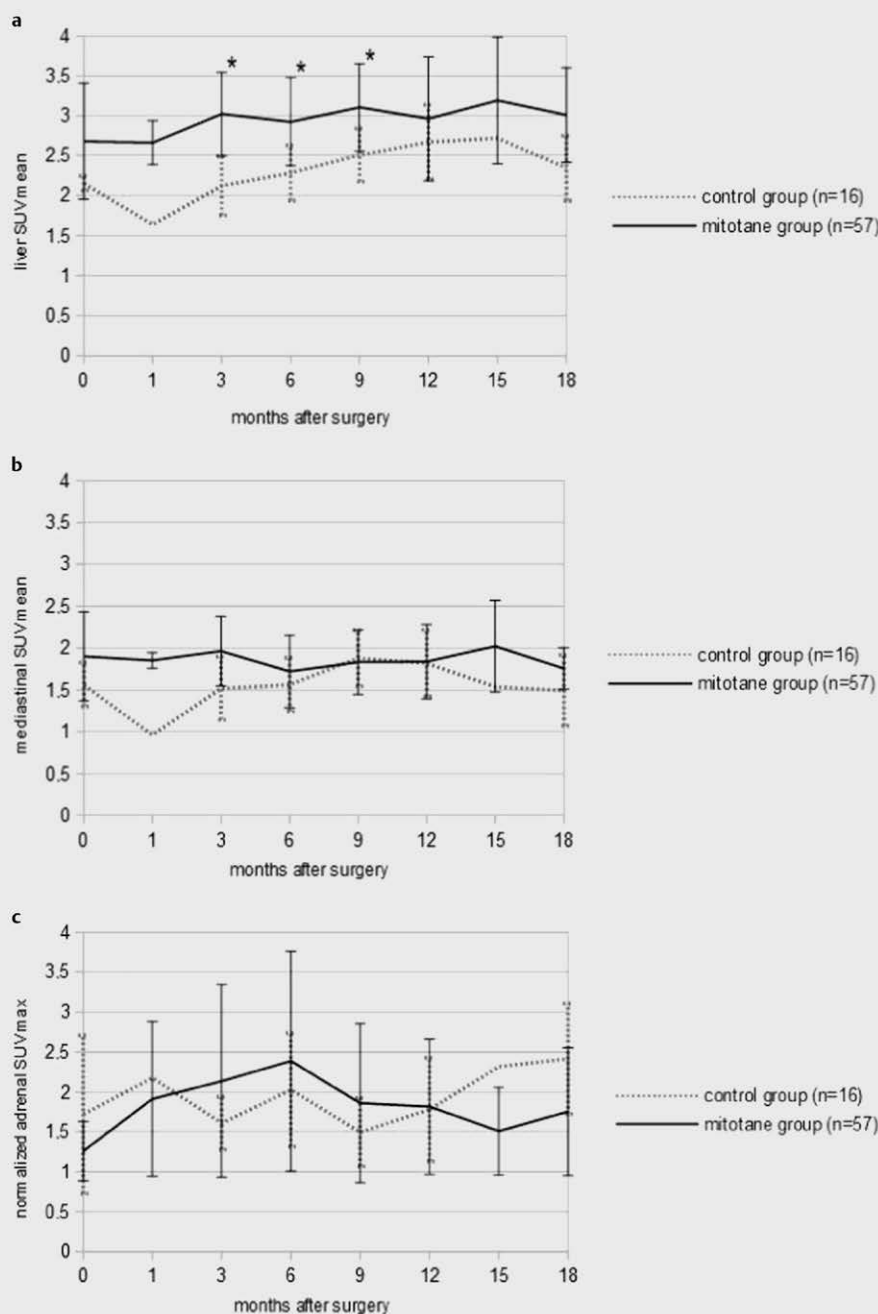 a
4
3.5
3
2.5
2
1.5
1
0.5
0
liver SUVmean
* * *
0 1 3 6 9 12 15 18
months after surgery
control group (n=16)
mitotane group (n=57)
b
4
3.5
3
2.5
2
1.5
1
0.5
0
mediastinal SUVmean
0 1 3 6 9 12 15 18
months after surgery
control group (n=16)
mitotane group (n=57)
c
4
3.5
3
2.5
2
1.5
1
0.5
0
normalized adrenal SUVmax
0 1 3 6 9 12 15 18
months after surgery
control group (n=16)
mitotane group (n=57)